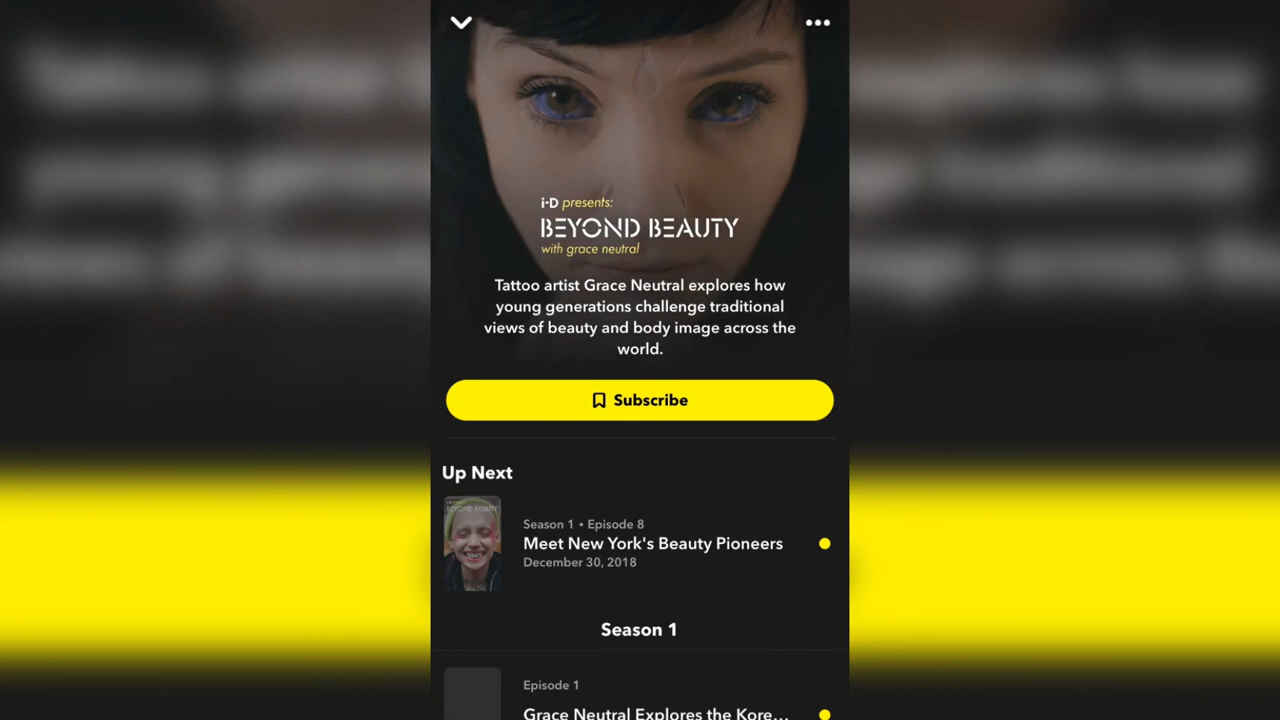 i-D presents:
BEYOND BEAUTY
with grace neutral
Tattoo artist Grace Neutral explores how
young generations challenge traditional
views of beauty and body image across the
world.
Subscribe
Up Next
BEYOND BEAUTY
Season 1 • Episode 8
Meet New York's Beauty Pioneers
December 30, 2018
Season 1
Episode 1
Grace Neutral Explores the Kore...